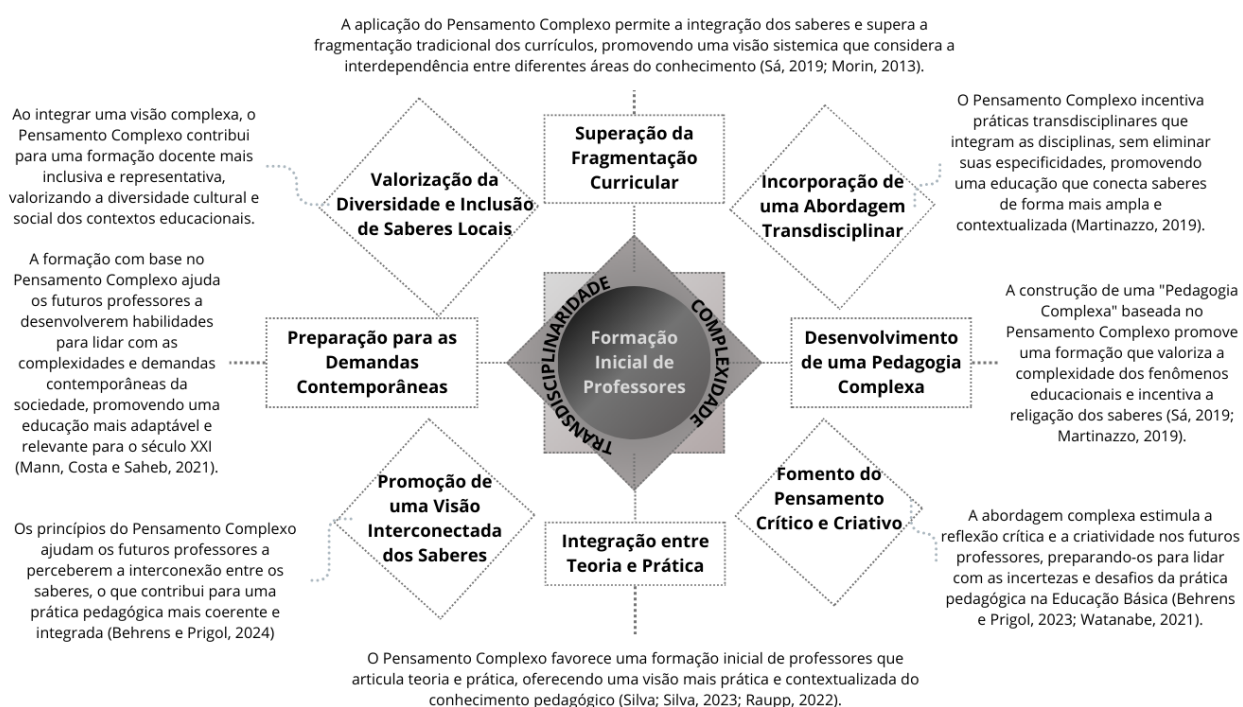 A aplicação do Pensamento Complexo permite a integração dos saberes e supera a
fragmentação tradicional dos currículos, promovendo uma visão sistemica que considera a
interdependência entre diferentes áreas do conhecimento (Sá, 2019; Morin, 2013).
Superação da
Fragmentação
Curricular
Ao integrar uma visão complexa, o
Pensamento Complexo contribui
para uma formação docente mais
inclusiva e representativa,
valorizando a diversidade cultural e
social dos contextos educacionais.
Valorização da
Diversidade e Inclusão
de Saberes Locais
Incorporação de
uma Abordagem
Transdisciplinar
O Pensamento Complexo incentiva
práticas transdisciplinares que
integram as disciplinas, sem eliminar
suas especificidades, promovendo
uma educação que conecta saberes
de forma mais ampla e
contextualizada (Martinazzo, 2019).
A formação com base no
Pensamento Complexo ajuda
os futuros professores a
desenvolverem habilidades
para lidar com as
complexidades e demandas
contemporâneas da
sociedade, promovendo uma
educação mais adaptável e
relevante para o século XXI
(Mann, Costa e Saheb, 2021).
Preparação para as
Demandas
Contemporâneas
TRANSDISCIPLINARIDADE
Formação
Inicial de
Professores
COMPLEXIDADE
Desenvolvimento
de uma Pedagogia
Complexa
A construção de uma "Pedagogia
Complexa" baseada no
Pensamento Complexo promove
uma formação que valoriza a
complexidade dos fenômenos
educacionais e incentiva a
religação dos saberes (Sá, 2019;
Martinazzo, 2019).
Os princípios do Pensamento Complexo
ajudam os futuros professores a
perceberem a interconexão entre os
saberes, o que contribui para uma
prática pedagógica mais coerente e
integrada (Behrens e Prigol, 2024)
Promoção de
uma Visão
Interconectada
dos Saberes
Integração entre
Teoria e Prática
Fomento do
Pensamento
Crítico e Criativo
A abordagem complexa estimula a
reflexão crítica e a criatividade nos futuros
professores, preparando-os para lidar
com as incertezas e desafios da prática
pedagógica na Educação Básica (Behrens
e Prigol, 2023; Watanabe, 2021).
O Pensamento Complexo favorece uma formação inicial de professores que
articula teoria e prática, oferecendo uma visão mais prática e contextualizada do
conhecimento pedagógico (Silva; Silva, 2023; Raupp, 2022).